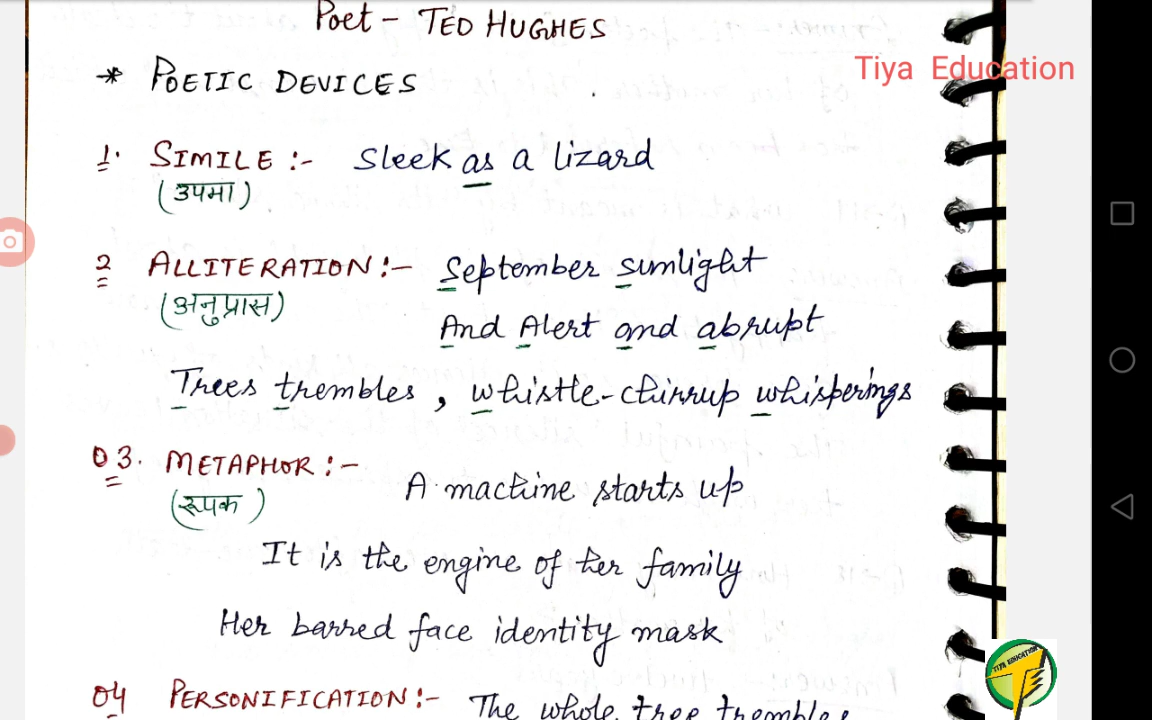 Poet - TED HUGHES
Tiya Education
* POETIC DEVICES
1. SIMILE :- Sleek as a lizard
(उपमा)
2 ALLITERATION :- September sunlight
(अनुप्रास)
And Alert and abrupt
Trees trembles, whistle-chirrup whisperings
03. METAPHOR :-
(रूपक)
A machine starts up
It is the engine of her family
Her barred face identity mask
04 PERSONIFICATION :- The whole tree trembles
TIYA EDUCATION